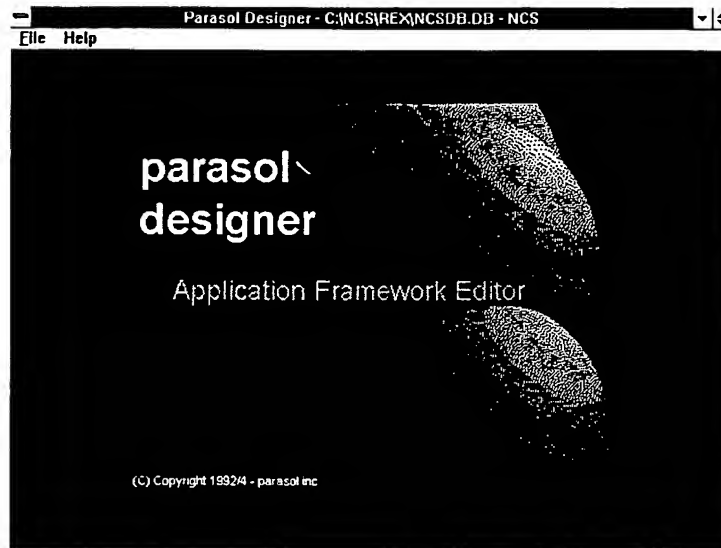 Parasol Designer - C:\NCS\REX\NCSDB.DB - NCS
File Help
parasol
designer
Application Framework Editor
(C) Copyright 1992/4 - parasol inc